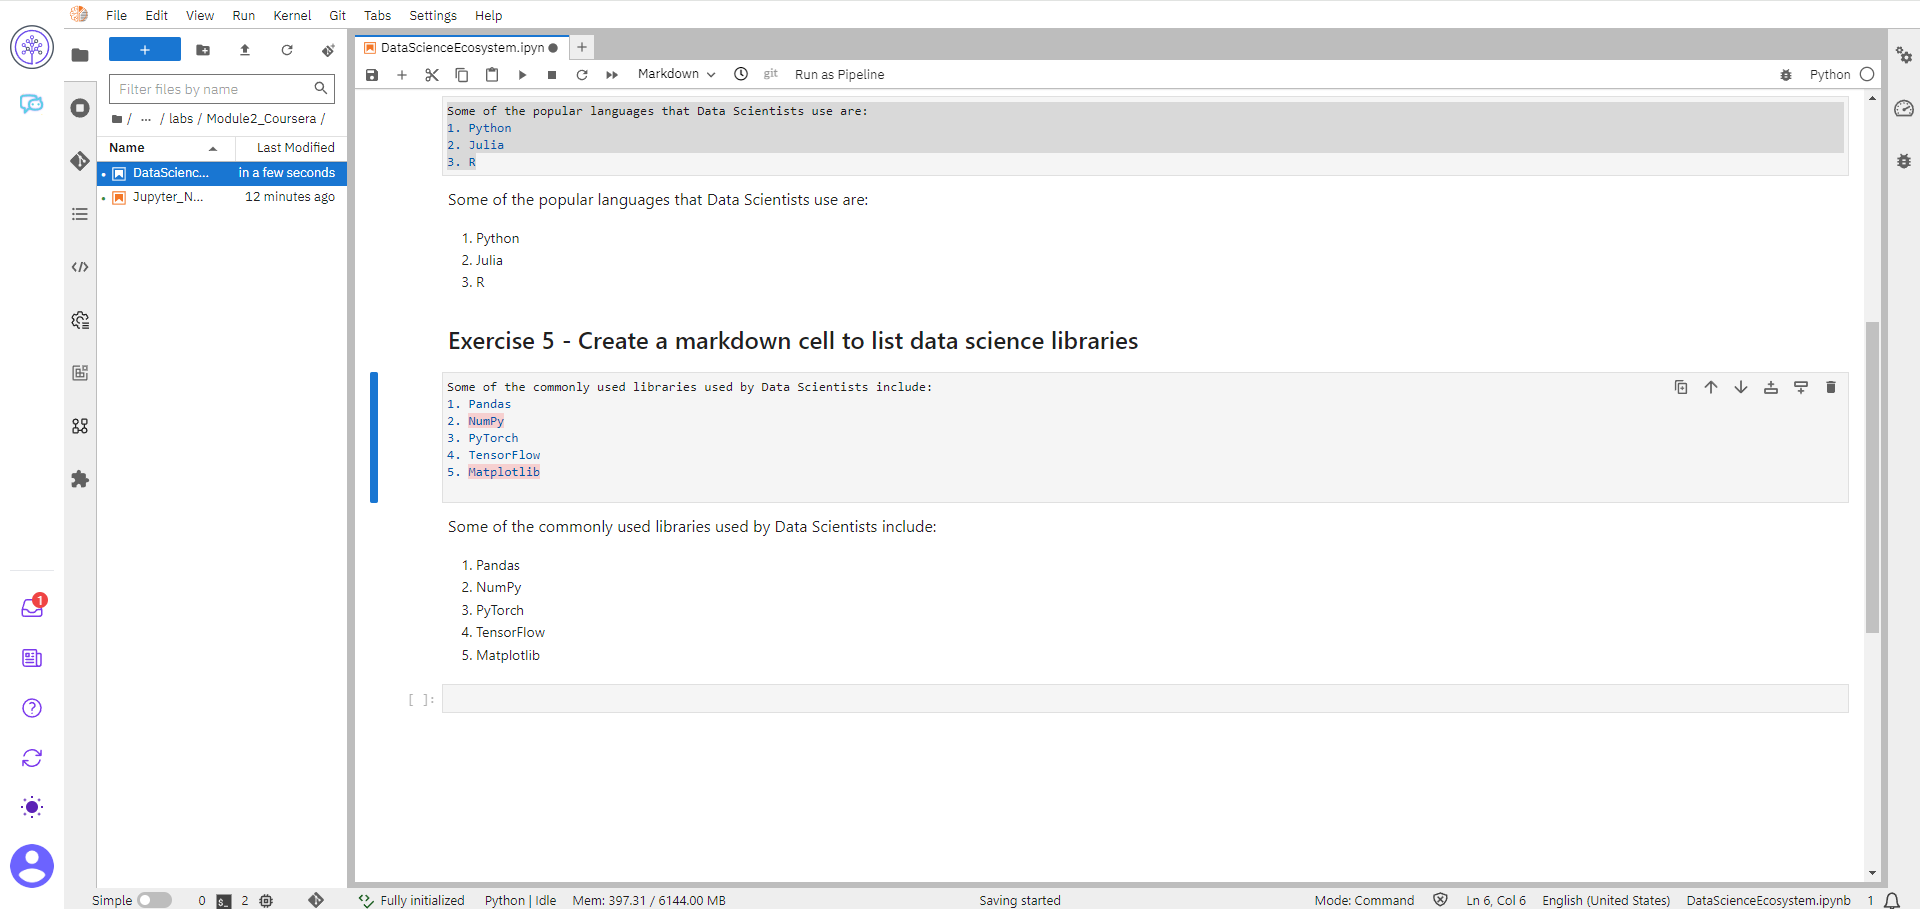 File Edit View Run Kernel Git Tabs Settings Help
+
Filter files by name
/ ... / labs / Module2_Coursera /
Name Last Modified
DataScienc... in a few seconds
Jupyter_N... 12 minutes ago
DataScienceEcosystem.ipyn
Markdown git Run as Pipeline Python
Some of the popular languages that Data Scientists use are:
1. Python
2. Julia
3. R
Some of the popular languages that Data Scientists use are:
1. Python
2. Julia
3. R
Exercise 5 - Create a markdown cell to list data science libraries
Some of the commonly used libraries used by Data Scientists include:
1. Pandas
2. NumPy
3. PyTorch
4. TensorFlow
5. Matplotlib
Some of the commonly used libraries used by Data Scientists include:
1. Pandas
2. NumPy
3. PyTorch
4. TensorFlow
5. Matplotlib
[ ]:
1
Simple 0 $_ 2 Fully initialized Python | Idle Mem: 397.31 / 6144.00 MB Saving started Mode: Command Ln 6, Col 6 English (United States) DataScienceEcosystem.ipynb 1